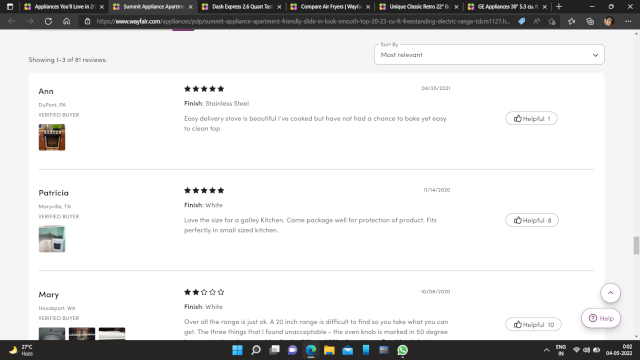 Appliances You'll Love in 20
Summit Appliance Apartme
Dash Express 2.6 Quart Ten
Compare Air Fryers | Wayfa
Unique Classic Retro 22" B
GE Appliances 30" 5.3 cu. f
https://www.wayfair.com/appliances/pdp/summit-appliance-apartment-friendly-slide-in-look-smooth-top-20-23-cu-ft-freestanding-electric-range-tdcm1127.h...
Showing 1-3 of 81 reviews.
Sort By
Most relevant
Ann
DuPont, PA
VERIFIED BUYER
04/25/2021
Finish: Stainless Steel
Easy delivery stove is beautiful I've cooked but have not had a chance to bake yet easy
to clean top
Helpful 1
Patricia
Maryville, TN
VERIFIED BUYER
11/14/2020
Finish: White
Love the size for a galley Kitchen. Came package well for protection of product. Fits
perfectly in small sized kitchen.
Helpful 8
Mary
Hoodsport, WA
VERIFIED BUYER
10/08/2020
Finish: White
Over all the range is just ok. A 20 inch range is difficult to find so you take what you can
get. The three things that I found unacceptable – the oven knob is marked in 50 degree
Helpful 10
Help
27°C
Haze
ENG
IN
0:02
04-05-2022